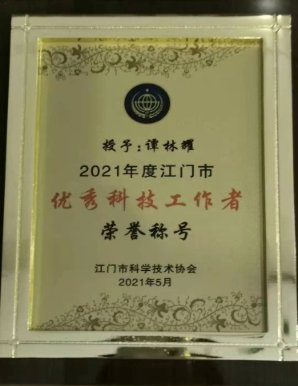 授予:谭林耀
2021年度江门市
优秀科技工作者
荣誉称号
江门市科学技术协会
2021年5月